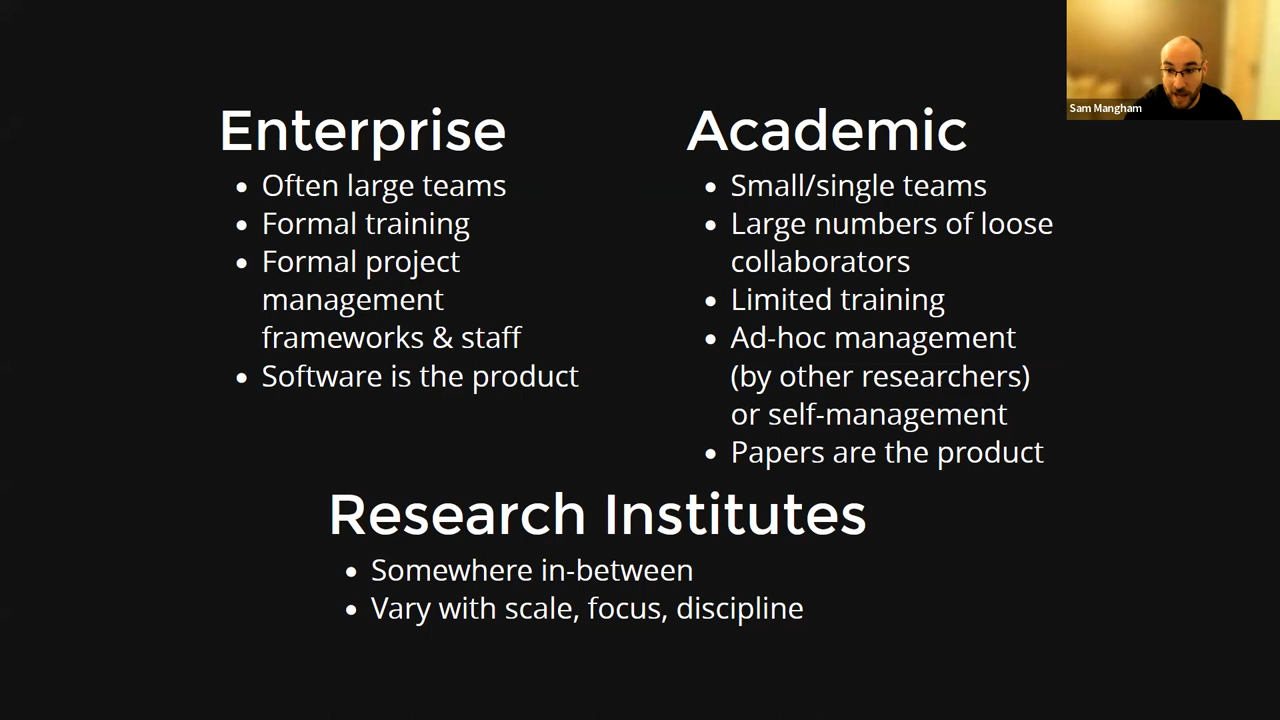 Enterprise
• Often large teams
• Formal training
• Formal project
management
frameworks & staff
• Software is the product
Academic
• Small/single teams
• Large numbers of loose
collaborators
• Limited training
• Ad-hoc management
(by other researchers)
or self-management
• Papers are the product
Research Institutes
• Somewhere in-between
• Vary with scale, focus, discipline
Sam Mangham